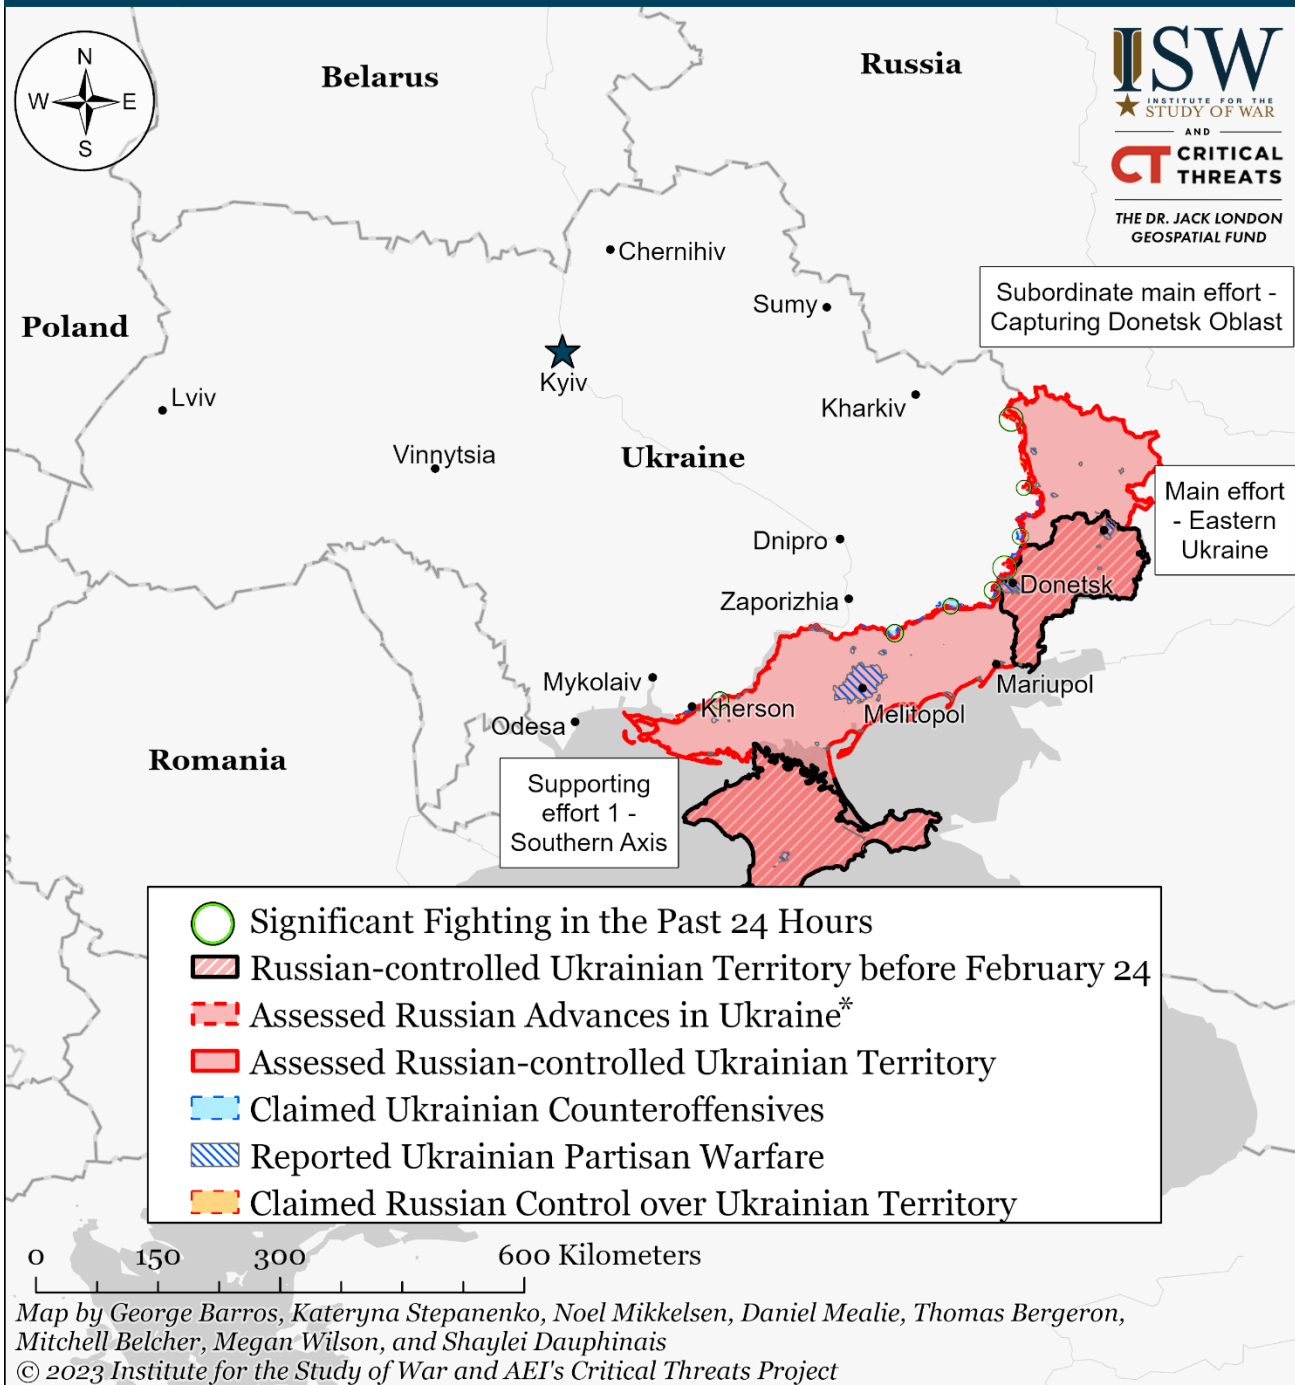 N
W
E
S
Belarus
Russia
ISW
INSTITUTE FOR THE
STUDY OF WAR
AND
CT CRITICAL
THREATS
THE DR. JACK LONDON
GEOSPATIAL FUND
Chernihiv
Subordinate main effort -
Capturing Donetsk Oblast
Sumy
Poland
Kyiv
Lviv
Kharkiv
Vinnytsia
Ukraine
Main effort
- Eastern
Ukraine
Dnipro
Donetsk
Zaporizhia
Mykolaiv
Mariupol
Kherson
Melitopol
Odesa
Romania
Supporting
effort 1 -
Southern Axis
Significant Fighting in the Past 24 Hours
Russian-controlled Ukrainian Territory before February 24
Assessed Russian Advances in Ukraine*
Assessed Russian-controlled Ukrainian Territory
Claimed Ukrainian Counteroffensives
Reported Ukrainian Partisan Warfare
Claimed Russian Control over Ukrainian Territory
0 150 300 600 Kilometers
Map by George Barros, Kateryna Stepanenko, Noel Mikkelsen, Daniel Mealie, Thomas Bergeron,
Mitchell Belcher, Megan Wilson, and Shaylei Dauphinais
© 2023 Institute for the Study of War and AEI's Critical Threats Project